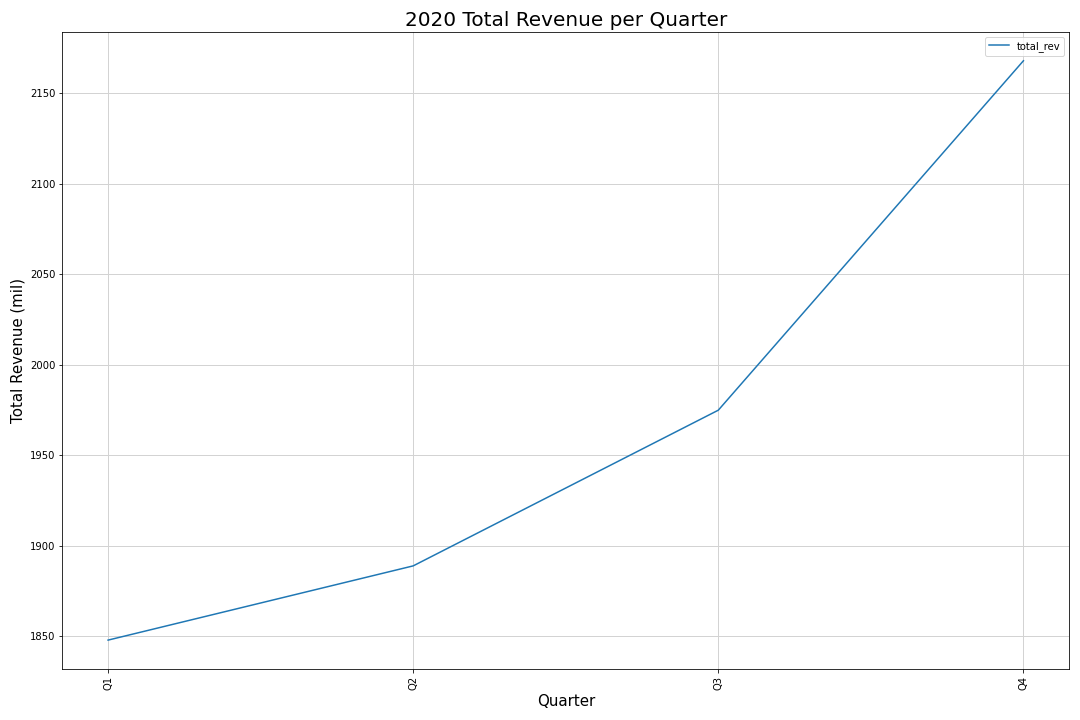 2020 Total Revenue per Quarter
total_rev
2150
2100
2050
2000
1950
1900
1850
Total Revenue (mil)
Q1 Q2 Q3 Q4
Quarter